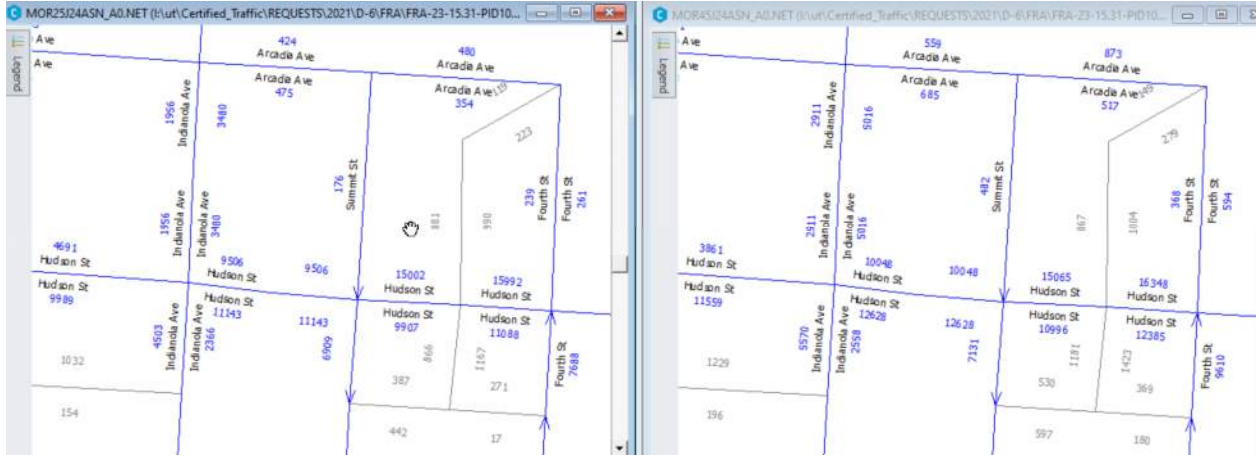 MOR25J24ASN_A0.NET (I:\ut\Certified_Traffic\REQUESTS\2021\D-6\FRA\FRA-23-15.31-PID10...
Legend
Ave
Ave
424
Arcadia Ave
Arcadia Ave
475
480
Arcadia Ave
Arcadia Ave
354
119
223
1956
Indianola Ave
3480
176
Summit St
239
Fourth St
Fourth St
261
881
990
1956
Indianola Ave
Indianola Ave
3480
4691
Hudson St
Hudson St
9989
9506
Hudson St
Hudson St
11143
9506
11143
15002
Hudson St
Hudson St
9907
15992
Hudson St
Hudson St
11088
4503
Indianola Ave
Indianola Ave
2366
6909
866
1167
Fourth St
7688
1032
154
387
271
442
17
MOR45J24ASN_A0.NET (I:\ut\Certified_Traffic\REQUESTS\2021\D-6\FRA\FRA-23-15.31-PID10...
Legend
Ave
559
Arcadia Ave
Arcadia Ave
685
873
Arcadia Ave
Arcadia Ave
517
149
279
2911
Indianola Ave
5016
482
Summit St
368
Fourth St
Fourth St
594
867
1004
2911
Indianola Ave
Indianola Ave
5016
3861
Hudson St
Hudson St
11559
10048
Hudson St
Hudson St
12628
10048
12628
15065
Hudson St
Hudson St
10996
16348
Hudson St
Hudson St
12385
5570
Indianola Ave
Indianola Ave
2558
7131
1181
1423
Fourth St
9610
1229
196
530
369
597
180